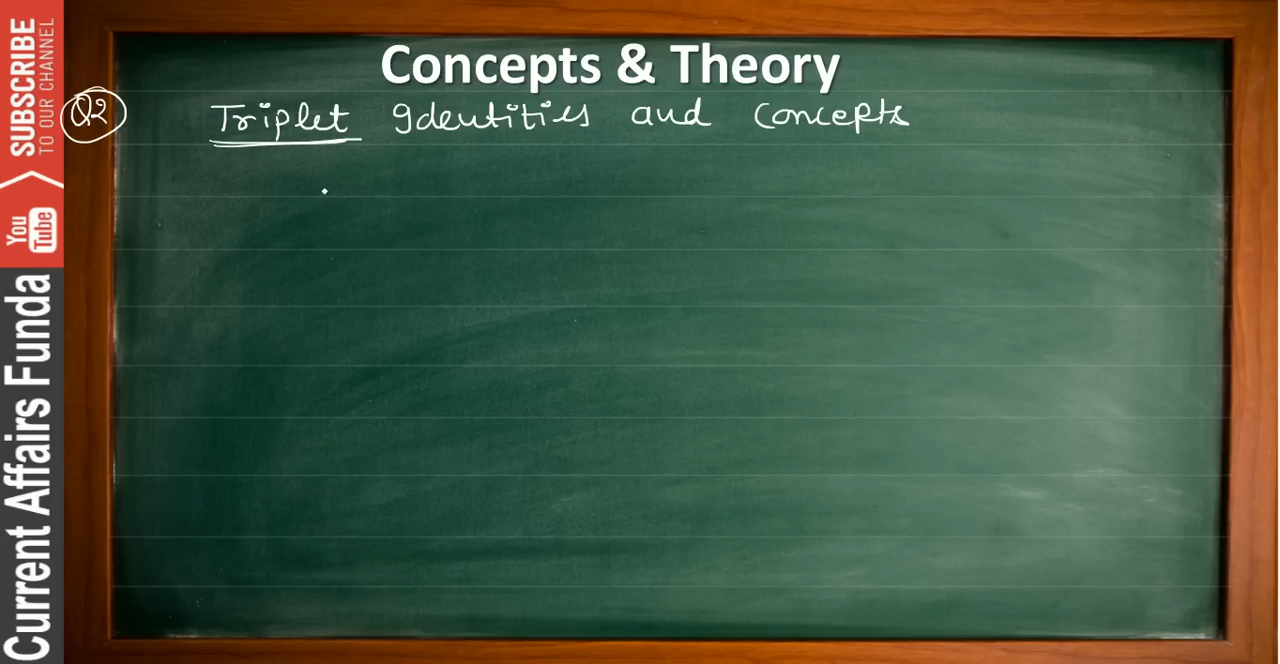 Concepts & Theory
Q2 Triplet Identities and Concepts
SUBSCRIBE
TO OUR CHANNEL
You
Tube
Current Affairs Funda